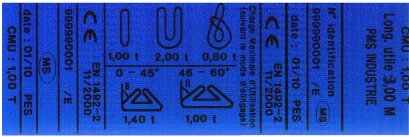 Long. utile 3,00 M
PMS INDUSTRIE
N° identification
999990001 /E MS
date : 01/10 PES
CMU : 1,00 T
EN 1492-2
11/2000
CE
Charge Maximale d'Utilisation
(suivant le mode d'élingage)
1,00 t 2,00 t 0,80 t
0 - 45° 45 - 60°
1,40 t 1,00 t
EN 1492-2
11/2000
CE
999990001 /E
MS
date : 01/10 PES
CMU : 1,00 T